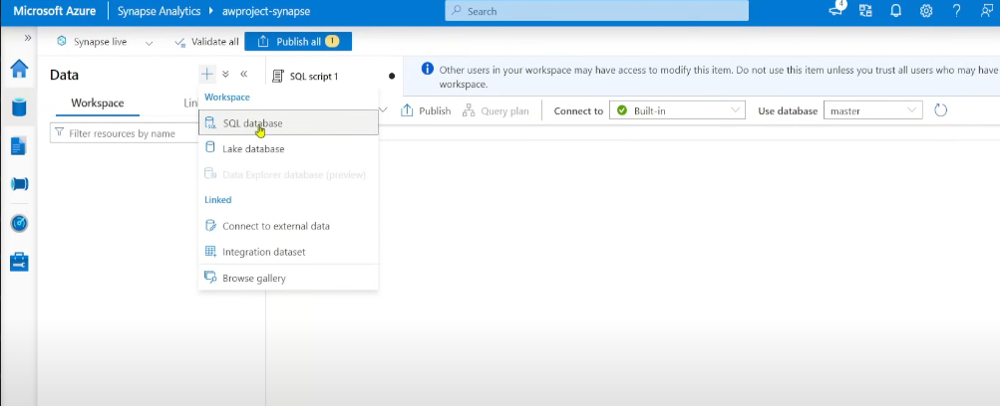 Microsoft Azure Synapse Analytics awproject-synapse Search 4
Synapse live Validate all Publish all 1
Data SQL script 1 Other users in your workspace may have access to modify this item. Do not use this item unless you trust all users who may have
workspace.
Workspace Lin
Filter resources by name
Workspace
SQL database
Lake database
Data Explorer database (preview)
Linked
Connect to external data
Integration dataset
Browse gallery
Publish Query plan Connect to Built-in Use database master